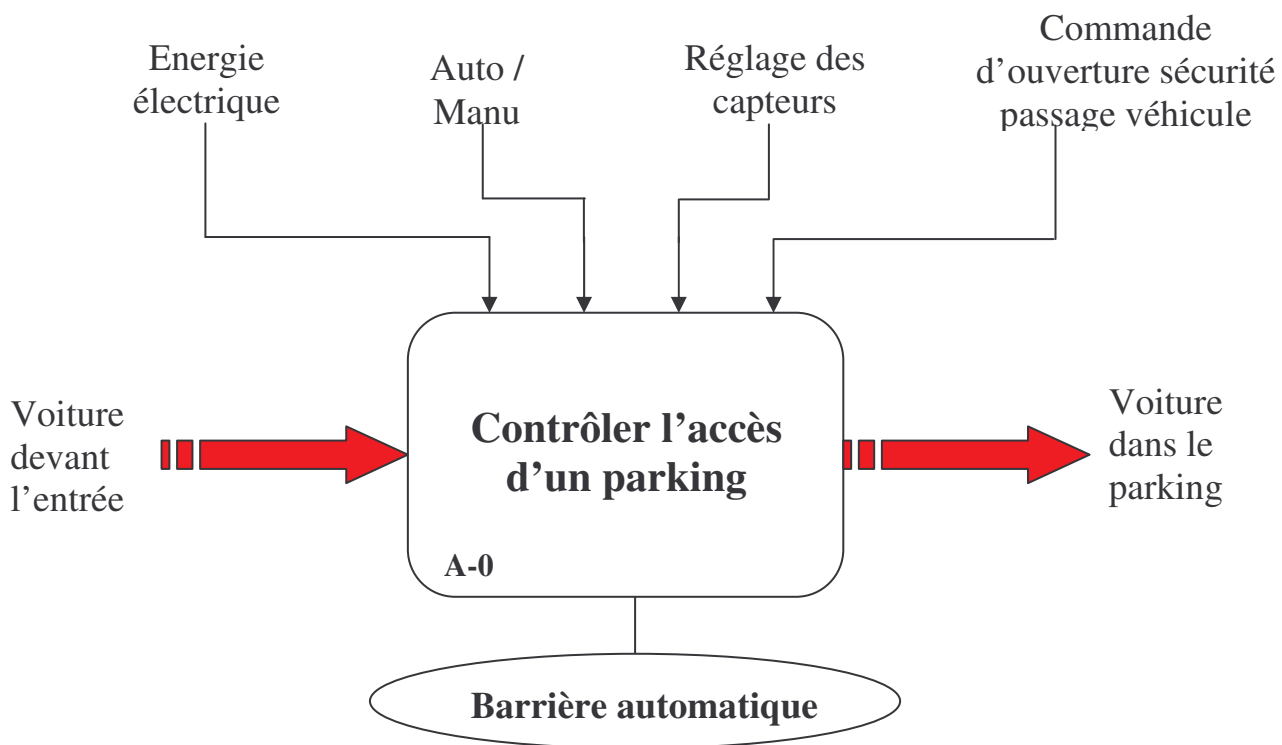 Energie
électrique
Auto /
Manu
Réglage des
capteurs
Commande
d’ouverture sécurité
passage véhicule
Voiture
devant
l’entrée
Contrôler l’accès
d’un parking
A-0
Voiture
dans le
parking
Barrière automatique